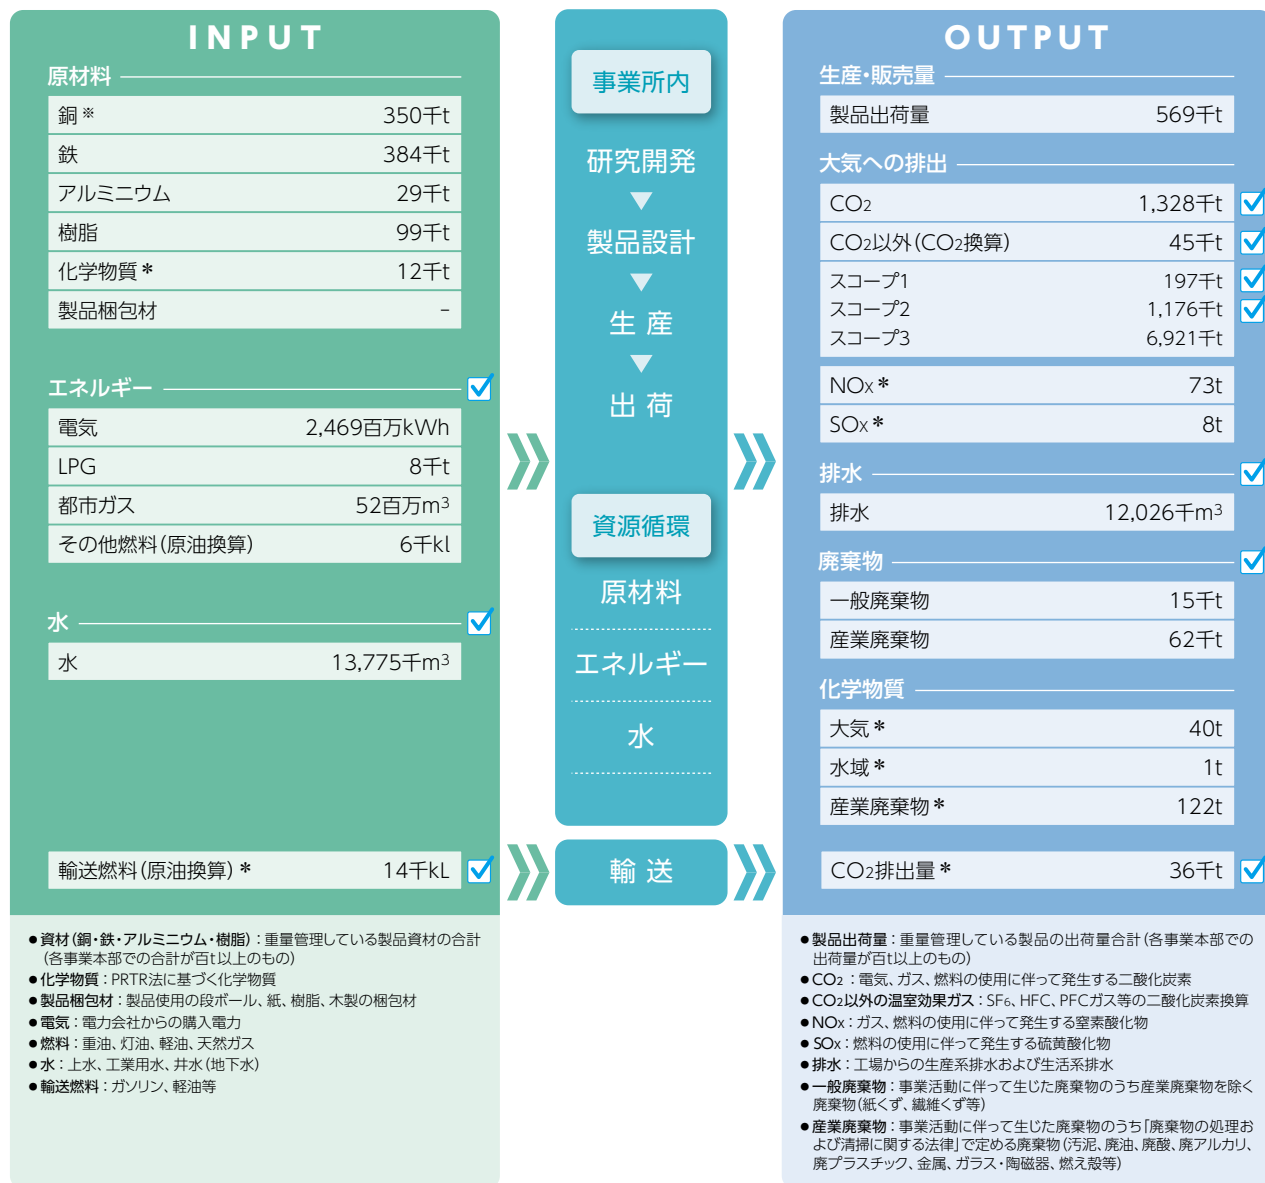 INPUT
原材料
銅※ 350千t
鉄 384千t
アルミニウム 29千t
樹脂 99千t
化学物質＊ 12千t
製品梱包材 –
エネルギー
電気 2,469百万kWh
LPG 8千t
都市ガス 52百万m3
その他燃料(原油換算) 6千kl
水
水 13,775千m3
輸送燃料(原油換算)＊ 14千kL
●資材(銅・鉄・アルミニウム・樹脂)：重量管理している製品資材の合計
(各事業本部での合計が百t以上のもの)
●化学物質：PRTR法に基づく化学物質
●製品梱包材：製品使用の段ボール、紙、樹脂、木製の梱包材
●電気：電力会社からの購入電力
●燃料：重油、灯油、軽油、天然ガス
●水：上水、工業用水、井水(地下水)
●輸送燃料：ガソリン、軽油等
事業所内
研究開発
▼
製品設計
▼
生産
▼
出荷
資源循環
原材料
エネルギー
水
輸送
OUTPUT
生産・販売量
製品出荷量 569千t
大気への排出
CO2 1,328千t
CO2以外(CO2換算) 45千t
スコープ1 197千t
スコープ2 1,176千t
スコープ3 6,921千t
NOx＊ 73t
SOx＊ 8t
排水
排水 12,026千m3
廃棄物
一般廃棄物 15千t
産業廃棄物 62千t
化学物質
大気＊ 40t
水域＊ 1t
産業廃棄物＊ 122t
CO2排出量＊ 36千t
●製品出荷量：重量管理している製品の出荷量合計(各事業本部での
出荷量が百t以上のもの)
●CO2：電気、ガス、燃料の使用に伴って発生する二酸化炭素
●CO2以外の温室効果ガス：SF6、HFC、PFCガス等の二酸化炭素換算
●NOx：ガス、燃料の使用に伴って発生する窒素酸化物
●SOx：燃料の使用に伴って発生する硫黄酸化物
●排水：工場からの生産系排水および生活系排水
●一般廃棄物：事業活動に伴って生じた廃棄物のうち産業廃棄物を除く
廃棄物(紙くず、繊維くず等)
●産業廃棄物：事業活動に伴って生じた廃棄物のうち「廃棄物の処理お
よび清掃に関する法律」で定める廃棄物(汚泥、廃油、廃酸、廃アルカリ、
廃プラスチック、金属、ガラス・陶磁器、燃え殻等)